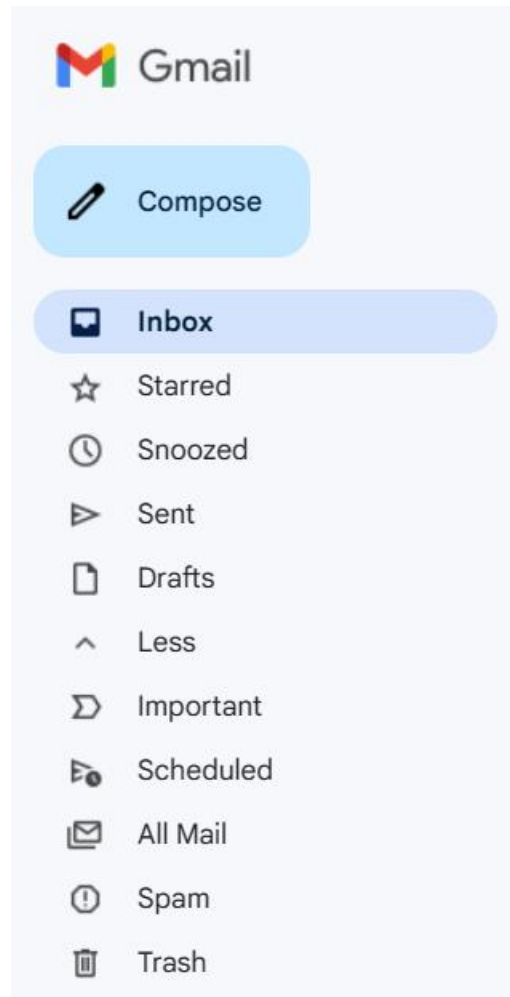 Gmail
Compose
Inbox
Starred
Snoozed
Sent
Drafts
Less
Important
Scheduled
All Mail
Spam
Trash